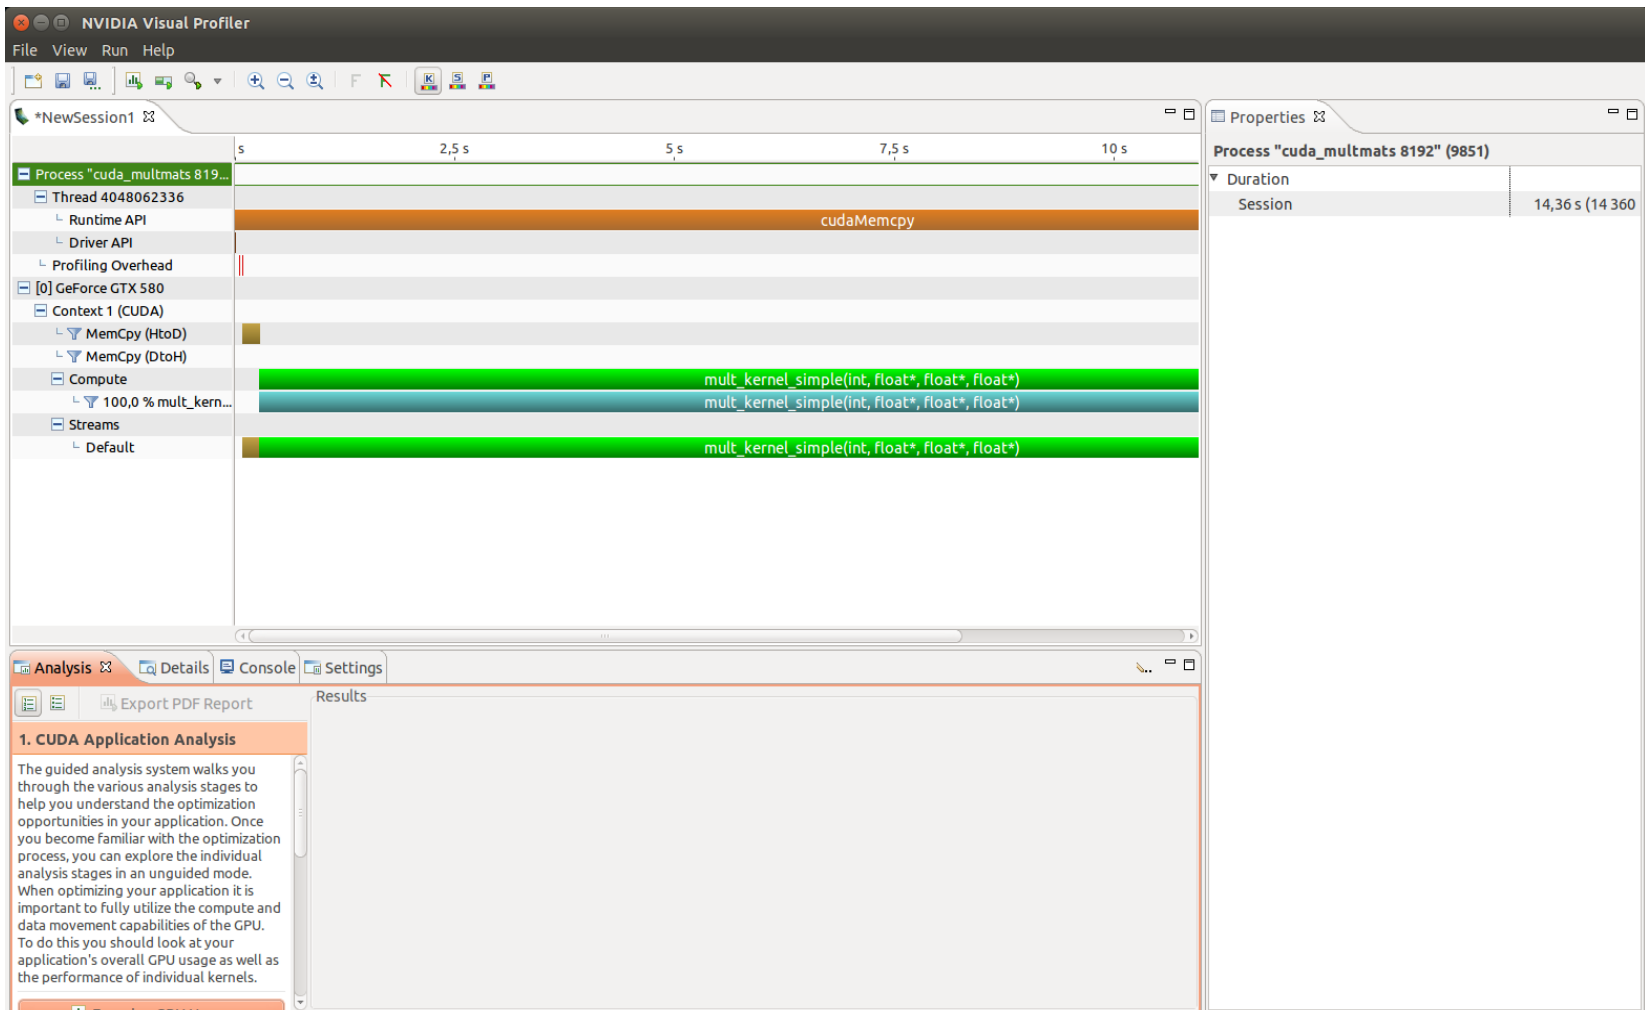 NVIDIA Visual Profiler
File View Run Help
*NewSession1
s 2,5 s 5 s 7,5 s 10 s
Process "cuda_multmats 819...
Thread 4048062336
Runtime API cudaMemcpy
Driver API
Profiling Overhead
[0] GeForce GTX 580
Context 1 (CUDA)
MemCpy (HtoD)
MemCpy (DtoH)
Compute mult_kernel_simple(int, float*, float*, float*)
100,0 % mult_kern... mult_kernel_simple(int, float*, float*, float*)
Streams
Default mult_kernel_simple(int, float*, float*, float*)
Properties
Process "cuda_multmats 8192" (9851)
Duration
Session 14,36 s (14 360
Analysis Details Console Settings
Export PDF Report
Results
1. CUDA Application Analysis
The guided analysis system walks you
through the various analysis stages to
help you understand the optimization
opportunities in your application. Once
you become familiar with the optimization
process, you can explore the individual
analysis stages in an unguided mode.
When optimizing your application it is
important to fully utilize the compute and
data movement capabilities of the GPU.
To do this you should look at your
application's overall GPU usage as well as
the performance of individual kernels.